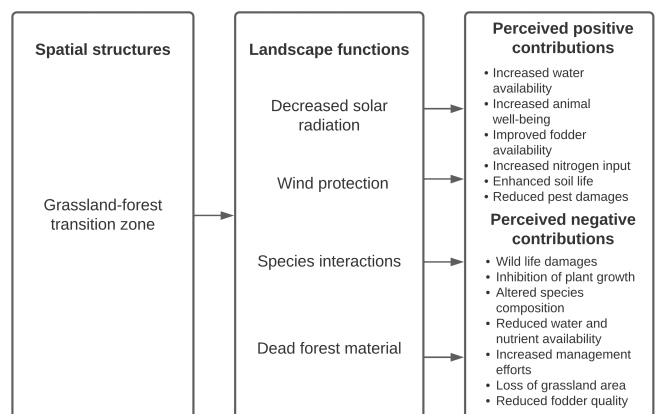 Spatial structures
Grassland-forest
transition zone
Landscape functions
Decreased solar
radiation
Wind protection
Species interactions
Dead forest material
Perceived positive
contributions
• Increased water
availability
• Increased animal
well-being
• Improved fodder
availability
• Increased nitrogen input
• Enhanced soil life
• Reduced pest damages
Perceived negative
contributions
• Wild life damages
• Inhibition of plant growth
• Altered species
composition
• Reduced water and
nutrient availability
• Increased management
efforts
• Loss of grassland area
• Reduced fodder quality